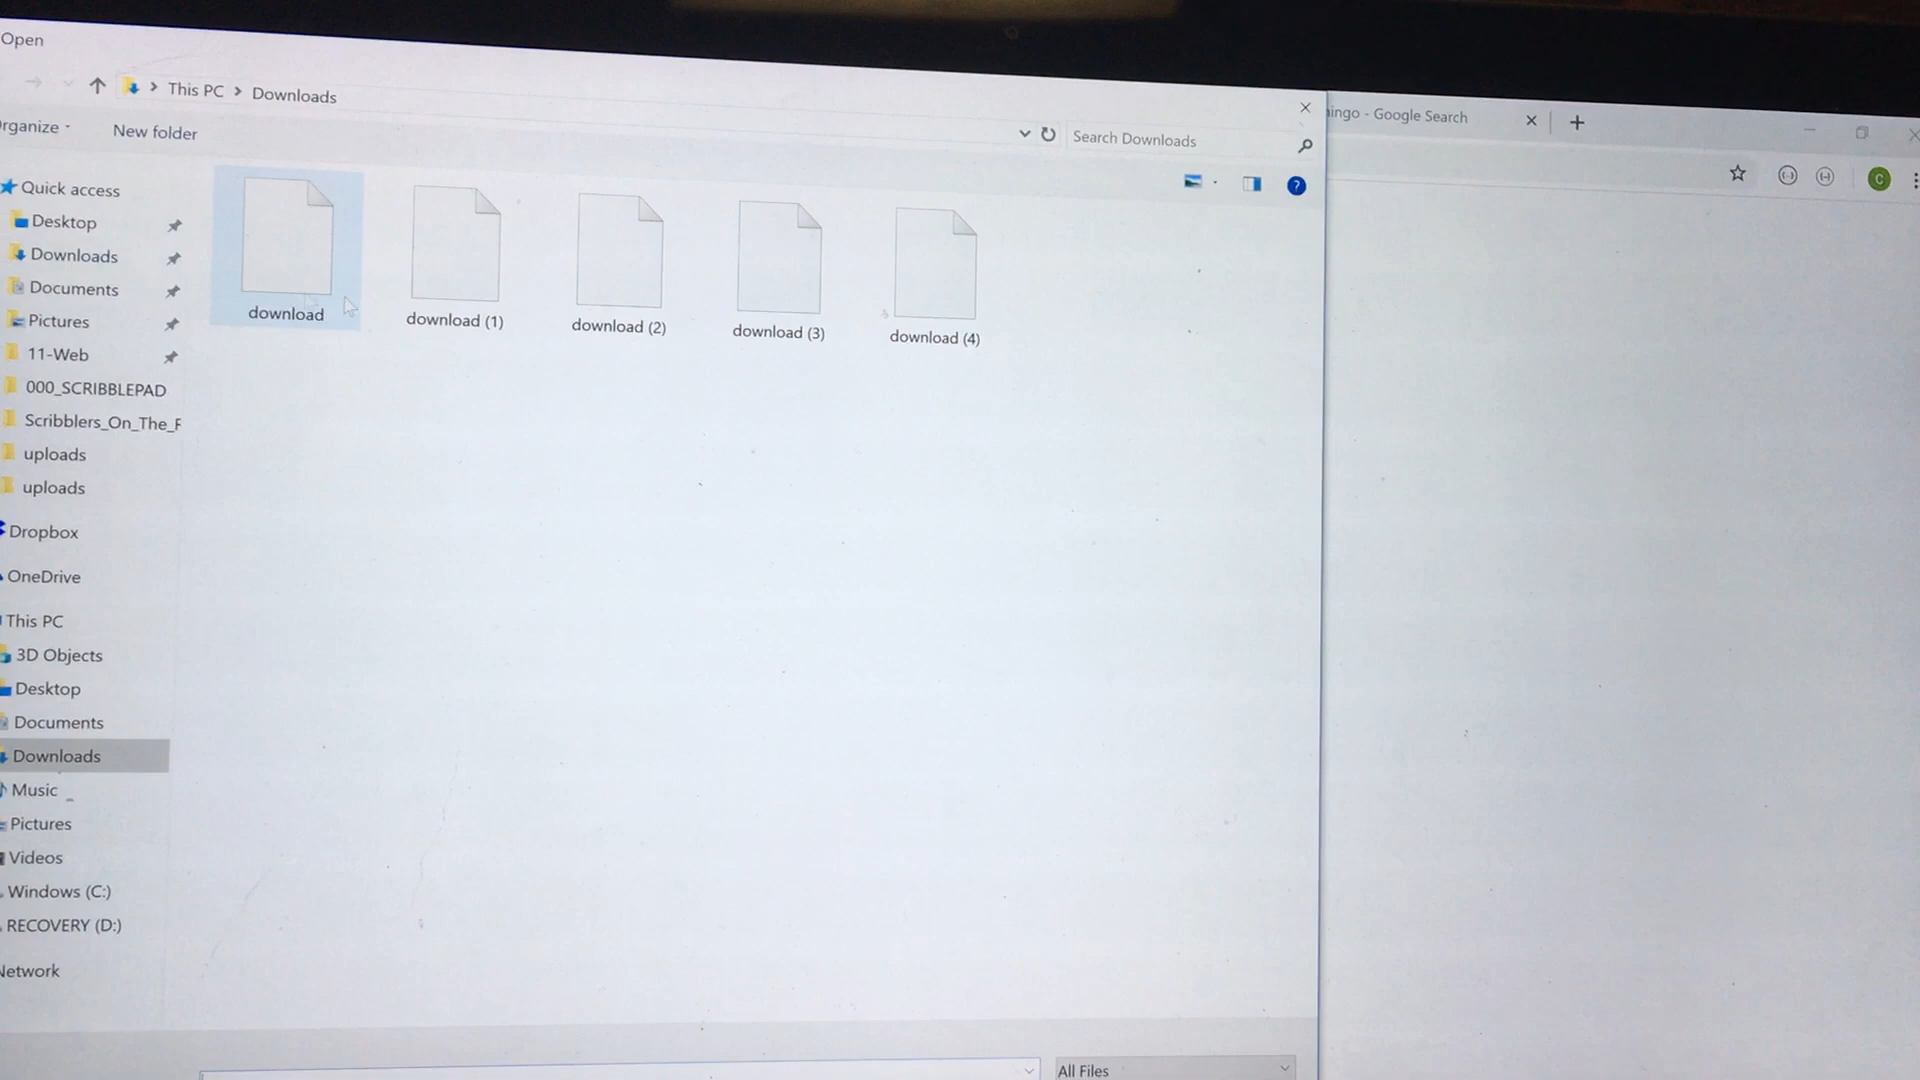 Open
This PC > Downloads
ingo - Google Search
rganize
New folder
Search Downloads
Quick access
Desktop
Downloads
Documents
Pictures
11-Web
000_SCRIBBLEPAD
Scribblers_On_The_F
uploads
uploads
Dropbox
OneDrive
This PC
3D Objects
Desktop
Documents
Downloads
Music
Pictures
Videos
Windows (C:)
RECOVERY (D:)
Network
download
download (1)
download (2)
download (3)
download (4)
?
C
All Files